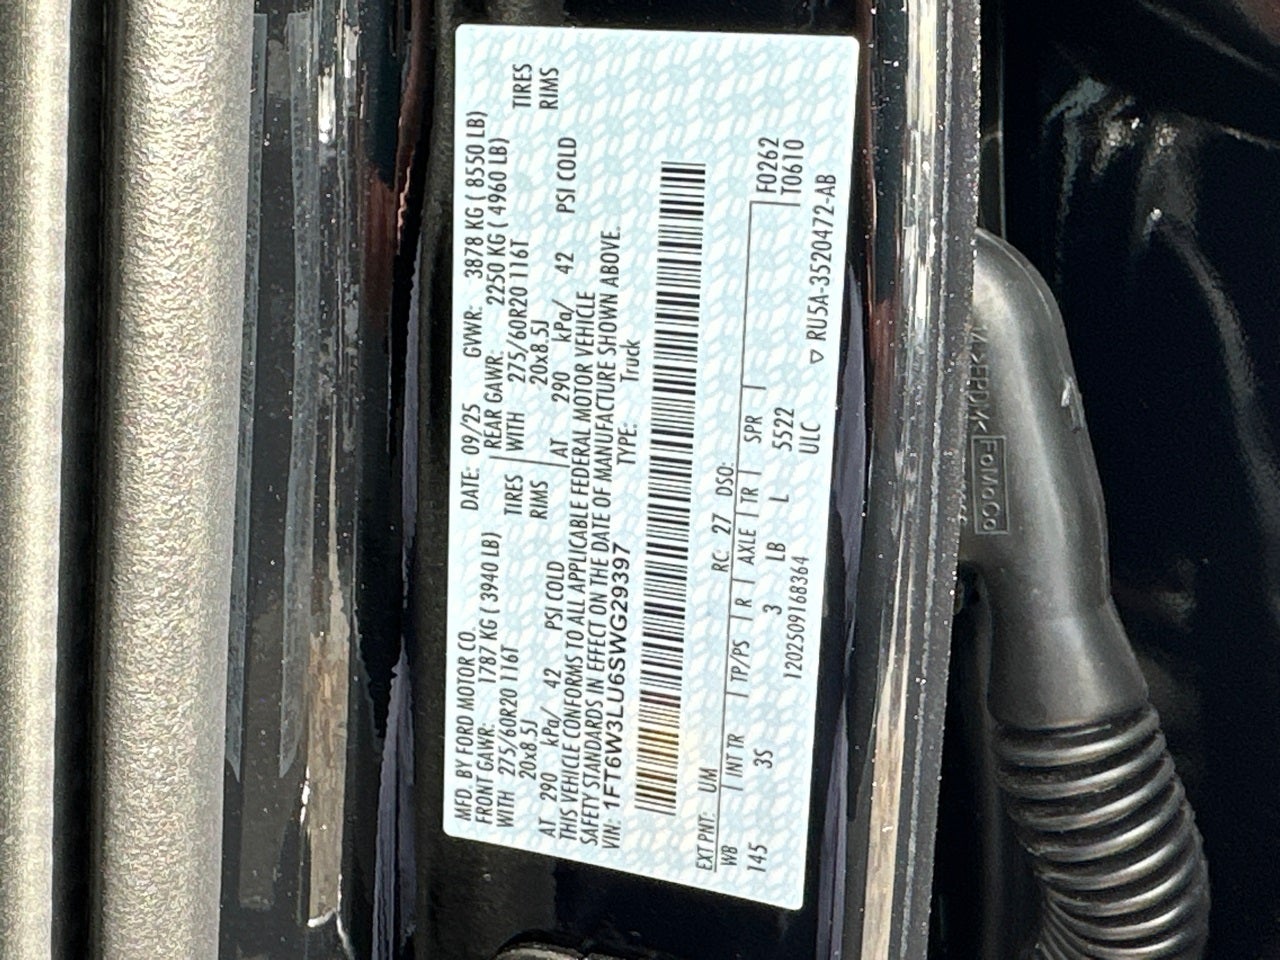 MFD. BY FORD MOTOR CO.
DATE: 09/25 GVWR: 3878 KG ( 8550 LB)
FRONT GAWR: 1787 KG ( 3940 LB)
REAR GAWR: 2250 KG ( 4960 LB)
WITH 275/60R20 116T TIRES
WITH 275/60R20 116T TIRES
20x8.5J RIMS
20x8.5J RIMS
AT 290 kPa/ 42 PSI COLD
AT 290 kPa/ 42 PSI COLD
THIS VEHICLE CONFORMS TO ALL APPLICABLE FEDERAL MOTOR VEHICLE
SAFETY STANDARDS IN EFFECT ON THE DATE OF MANUFACTURE SHOWN ABOVE.
VIN: 1FT6W3LU6SWG29397 TYPE: Truck
EXT PNT: UM RC: 27 DSO:
WB INT TR TP/PS R AXLE TR SPR F0262
145 3S 3 LB L 5522 T0610
1202509168364 ULC ▽ RU5A-3520472-AB
>EPDM< FoMoCo